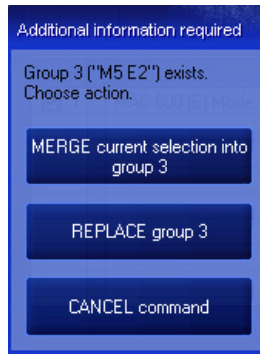 Additional information required
Group 3 ("M5 E2") exists.
Choose action.
MERGE current selection into
group 3
REPLACE group 3
CANCEL command